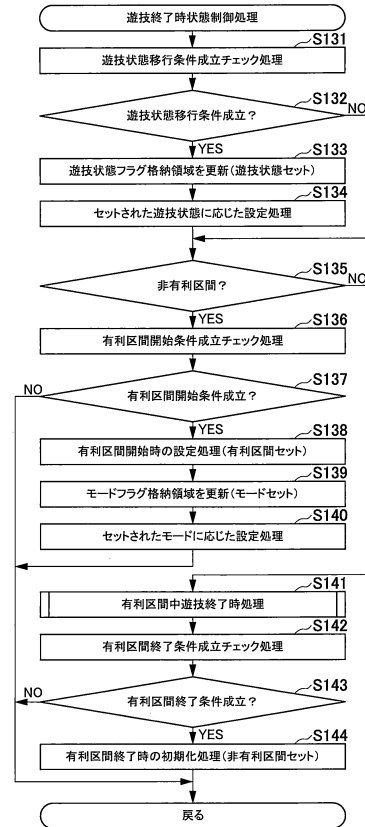 遊技終了時状態制御処理
S131
遊技状態移行条件成立チェック処理
S132
遊技状態移行条件成立?
NO
YES
S133
遊技状態フラグ格納領域を更新(遊技状態セット)
S134
セットされた遊技状態に応じた設定処理
S135
非有利区間?
NO
YES
S136
有利区間開始条件成立チェック処理
S137
NO
有利区間開始条件成立?
YES
S138
有利区間開始時の設定処理(有利区間セット)
S139
モードフラグ格納領域を更新(モードセット)
S140
セットされたモードに応じた設定処理
S141
有利区間中遊技終了時処理
S142
有利区間終了条件成立チェック処理
S143
NO
有利区間終了条件成立?
YES
S144
有利区間終了時の初期化処理(非有利区間セット)
戻る